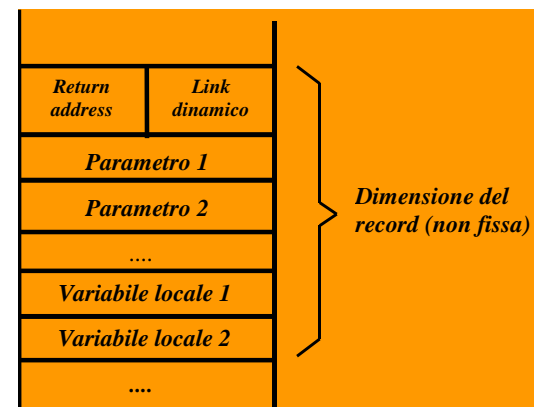 Return
address
Link
dinamico
Parametro 1
Parametro 2
....
Variabile locale 1
Variabile locale 2
....
Dimensione del
record (non fissa)